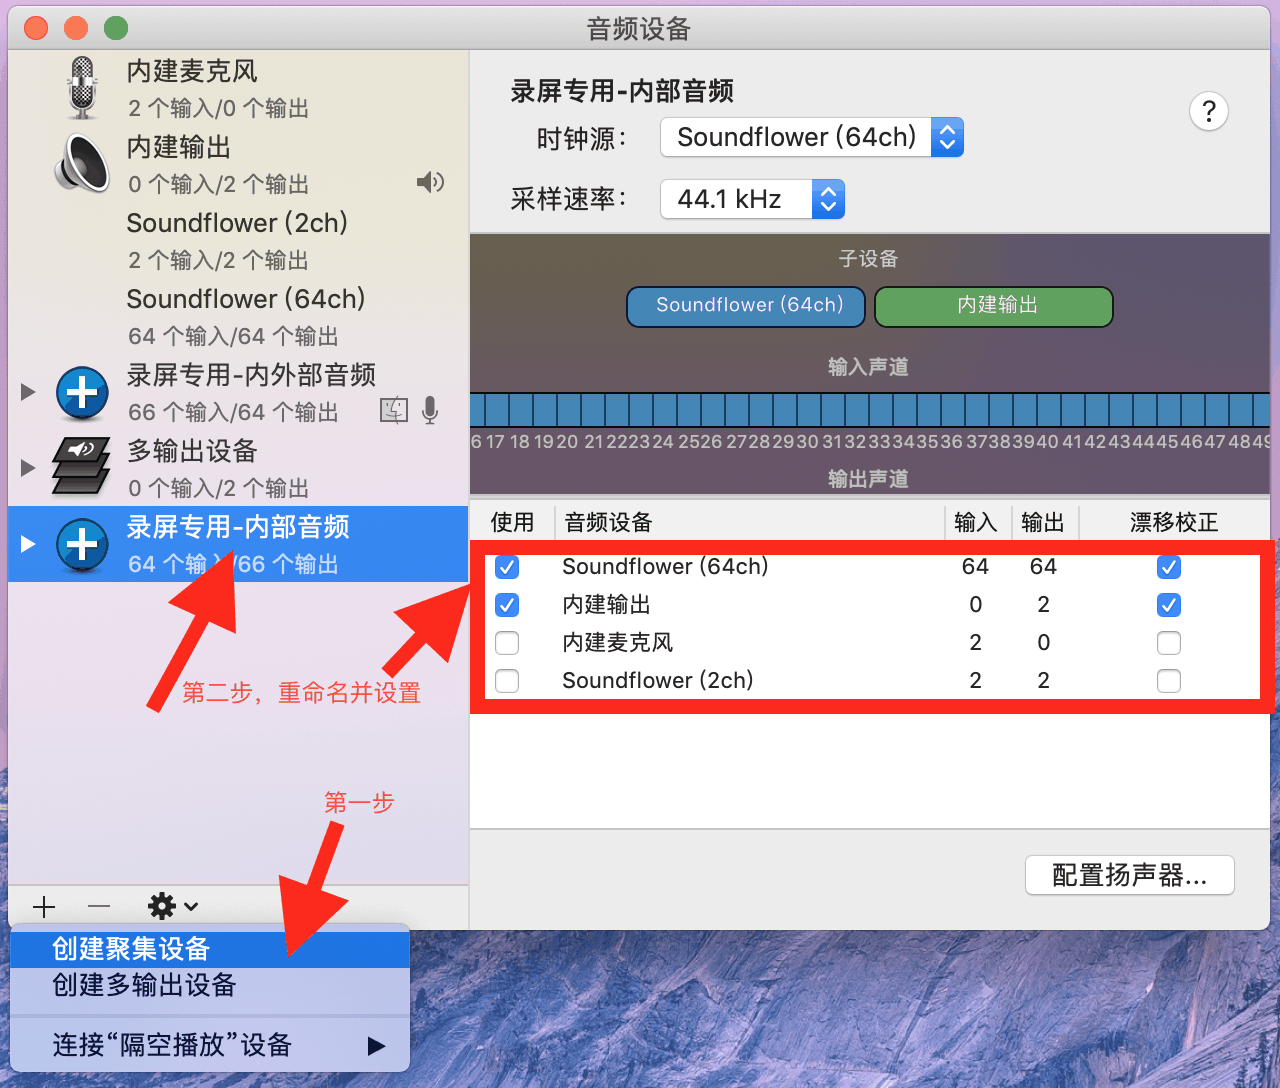 音频设备
内建麦克风
2 个输入/0 个输出
内建输出
0 个输入/2 个输出
Soundflower (2ch)
2 个输入/2 个输出
Soundflower (64ch)
64 个输入/64 个输出
录屏专用-内外部音频
66 个输入/64 个输出
多输出设备
0 个输入/2 个输出
录屏专用-内部音频
64 个输入/66 个输出
第二步，重命名并设置
第一步
创建聚集设备
创建多输出设备
连接“隔空播放”设备
录屏专用-内部音频
?
时钟源：
Soundflower (64ch)
采样速率：
44.1 kHz
子设备
Soundflower (64ch)
内建输出
输入声道
6 17 18 19 20 21 22 23 24 25 26 27 28 29 30 31 32 33 34 35 36 37 38 39 40 41 42 43 44 45 46 47 48 49
输出声道
使用 音频设备 输入 输出 漂移校正
Soundflower (64ch) 64 64
内建输出 0 2
内建麦克风 2 0
Soundflower (2ch) 2 2
配置扬声器...